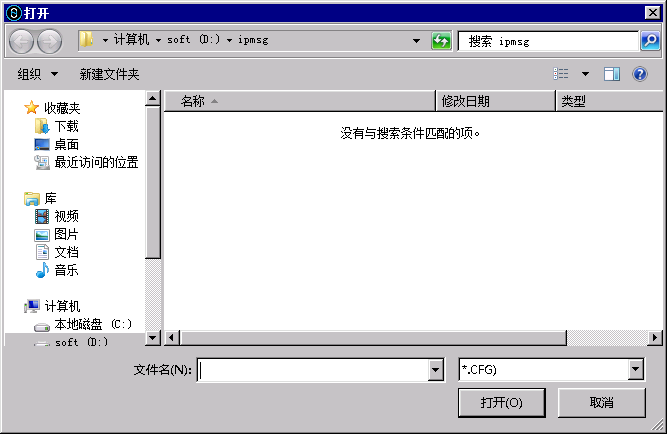 打开
计算机 soft (D:) ipmsg
搜索 ipmsg
组织 新建文件夹
名称 修改日期 类型
没有与搜索条件匹配的项。
收藏夹
下载
桌面
最近访问的位置
库
视频
图片
文档
音乐
计算机
本地磁盘 (C:)
soft (D:)
文件名(N):
*.CFG)
打开(O) 取消